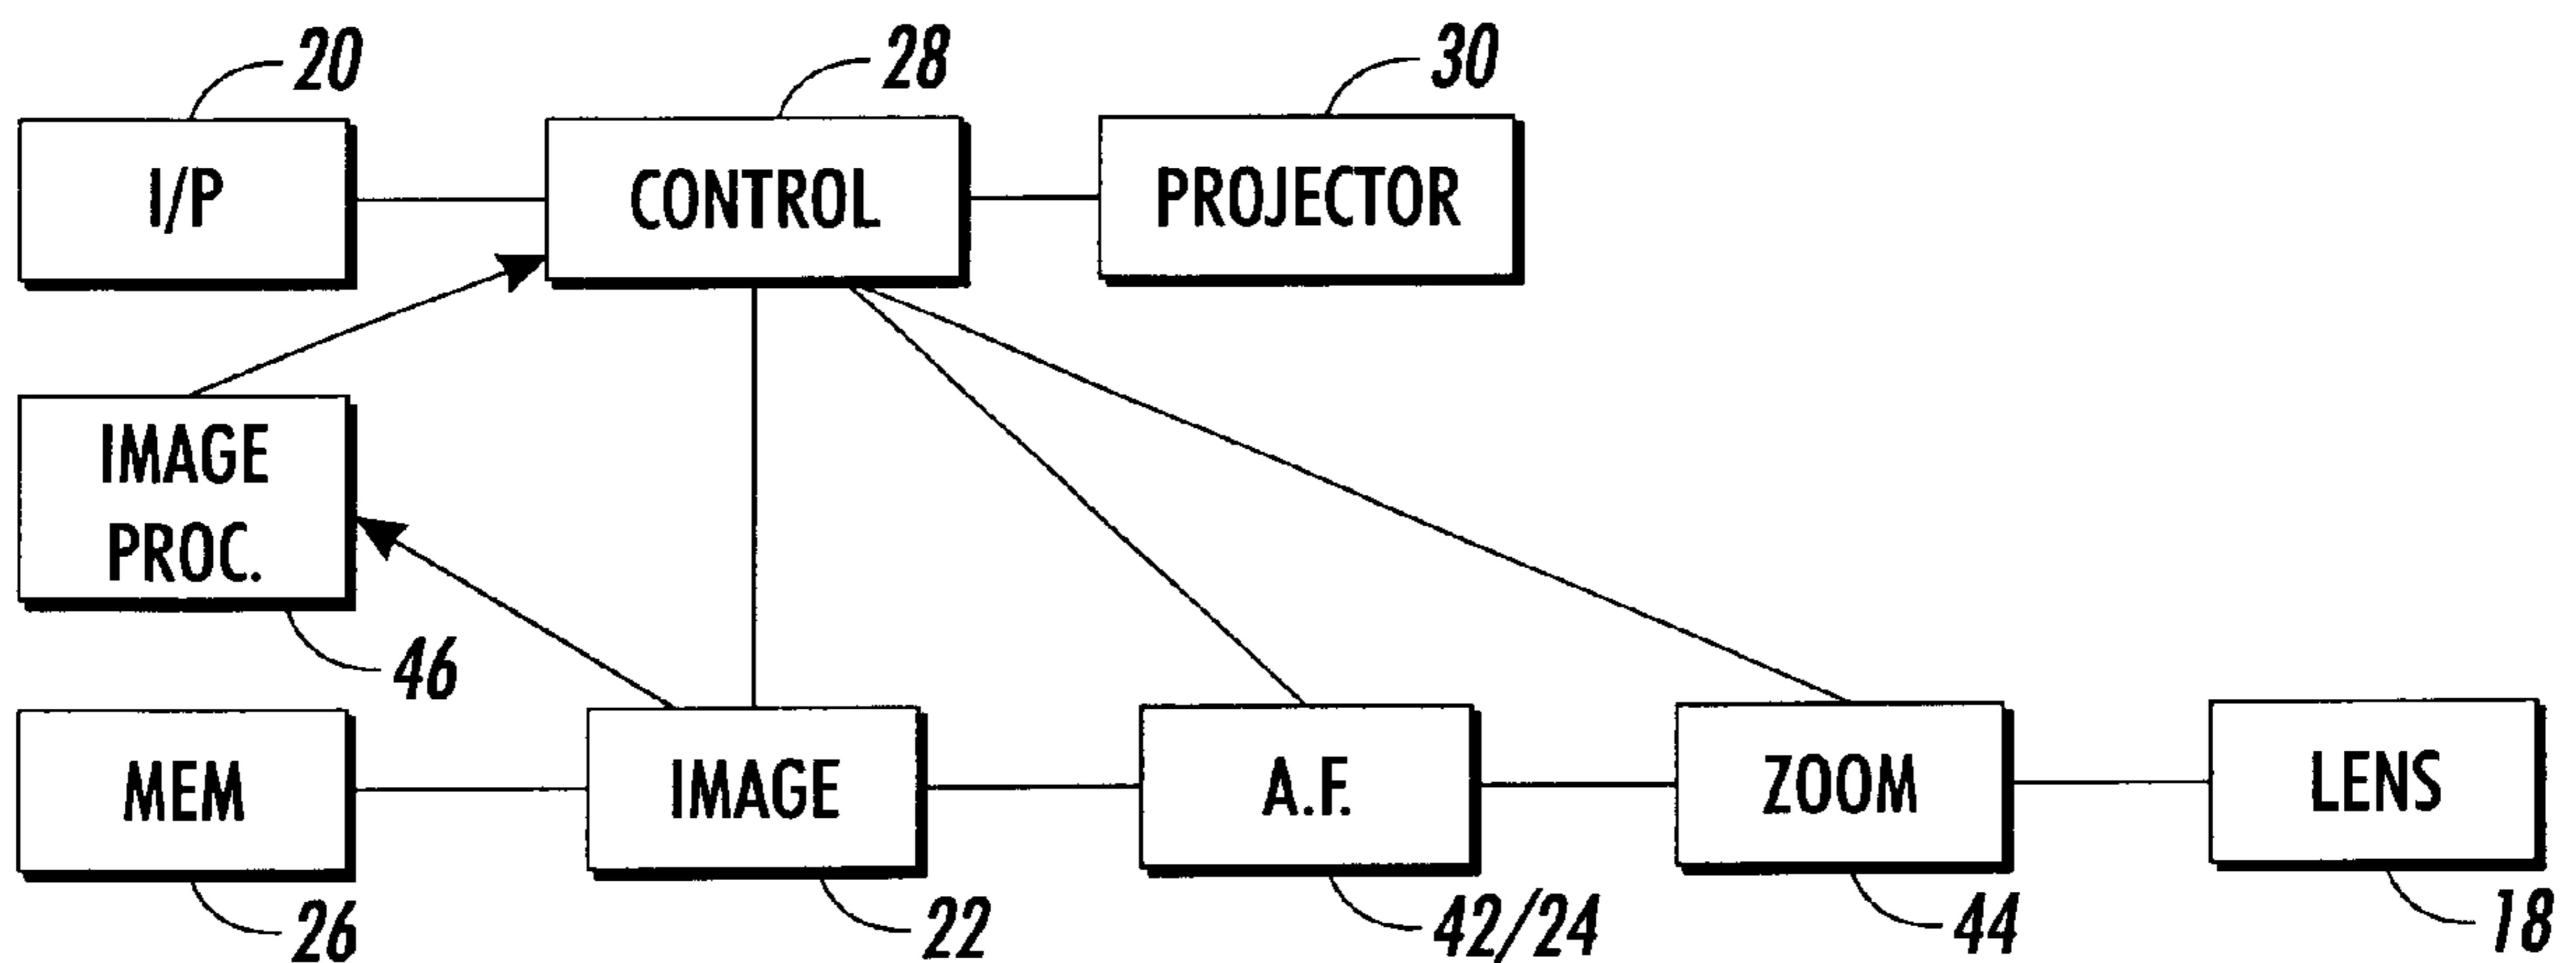 20
28
30
I/P
CONTROL
PROJECTOR
IMAGE
PROC.
46
MEM
IMAGE
A.F.
ZOOM
LENS
26
22
42/24
44
18